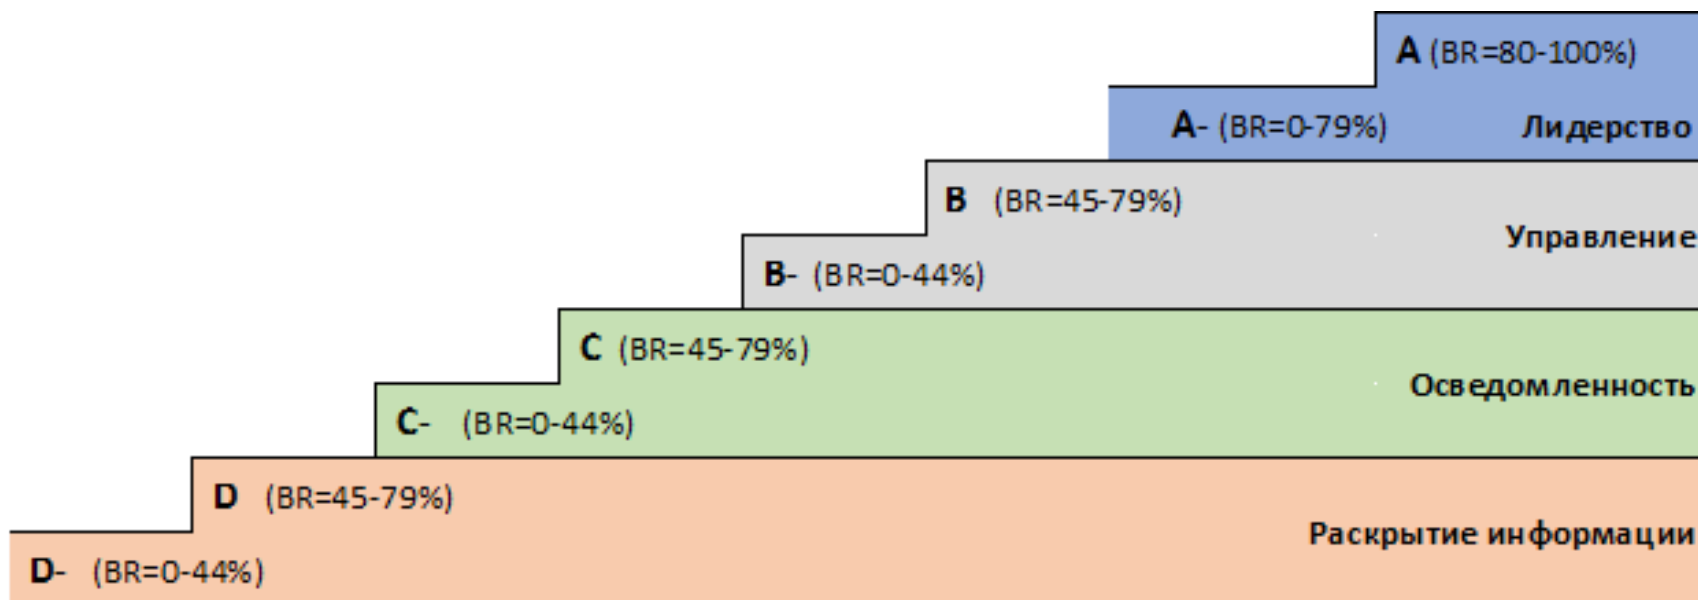 A (BR=80-100%)
A- (BR=0-79%) Лидерство
B (BR=45-79%)
Управление
B- (BR=0-44%)
C (BR=45-79%)
Осведомленность
C- (BR=0-44%)
D (BR=45-79%)
Раскрытие информации
D- (BR=0-44%)